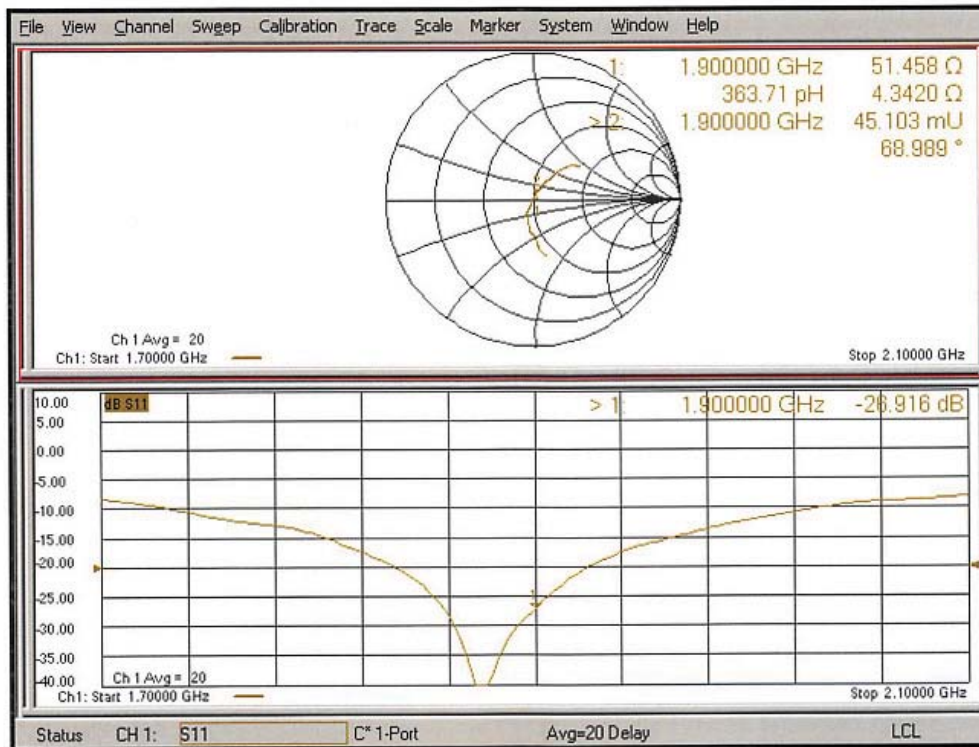 File View Channel Sweep Calibration Trace Scale Marker System Window Help
1: 1.900000 GHz 51.458 Ω
363.71 pH 4.3420 Ω
> 2: 1.900000 GHz 45.103 mU
68.989 °
Ch 1 Avg = 20
Ch1: Start 1.70000 GHz
Stop 2.10000 GHz
dB S11
> 1: 1.900000 GHz -26.916 dB
10.00
5.00
0.00
-5.00
-10.00
-15.00
-20.00
-25.00
-30.00
-35.00
-40.00
1
Ch 1 Avg = 20
Ch1: Start 1.70000 GHz
Stop 2.10000 GHz
Status CH 1: S11 C* 1-Port Avg=20 Delay LCL